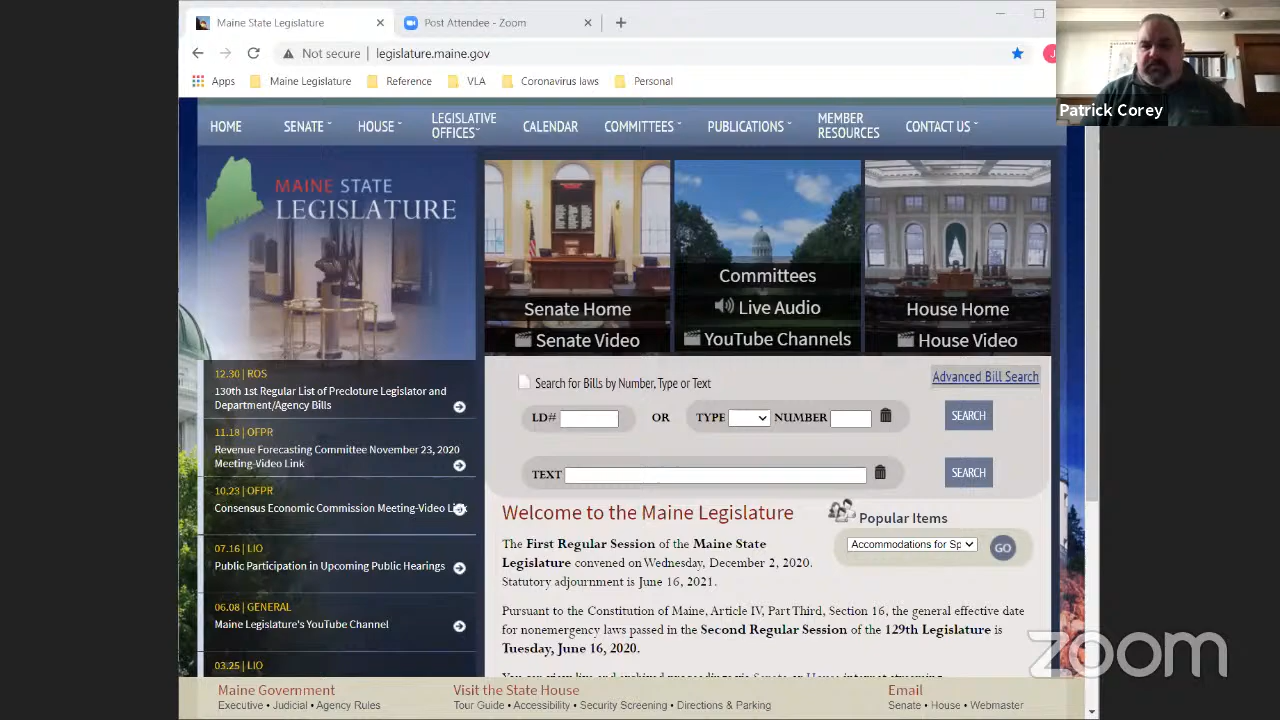 Maine State Legislature
Post Attendee - Zoom
Not secure | legislature.maine.gov
Apps
Maine Legislature
Reference
VLA
Coronavirus laws
Personal
Patrick Corey
HOME
SENATE
HOUSE
LEGISLATIVE
OFFICES
CALENDAR
COMMITTEES
PUBLICATIONS
MEMBER
RESOURCES
CONTACT US
MAINE STATE
LEGISLATURE
Senate Home
Senate Video
Committees
Live Audio
YouTube Channels
House Home
House Video
12.30 | ROS
130th 1st Regular List of Precloture Legislator and
Department/Agency Bills
11.18 | OFPR
Revenue Forecasting Committee November 23, 2020
Meeting-Video Link
10.23 | OFPR
Consensus Economic Commission Meeting-Video Link
07.16 | LIO
Public Participation in Upcoming Public Hearings
06.08 | GENERAL
Maine Legislature's YouTube Channel
03.25 | LIO
Search for Bills by Number, Type or Text
Advanced Bill Search
LD# OR TYPE NUMBER SEARCH
TEXT SEARCH
Welcome to the Maine Legislature
Popular Items
Accommodations for Sp
GO
The First Regular Session of the Maine State
Legislature convened on Wednesday, December 2, 2020.
Statutory adjournment is June 16, 2021.
Pursuant to the Constitution of Maine, Article IV, Part Third, Section 16, the general effective date
for nonemergency laws passed in the Second Regular Session of the 129th Legislature is
Tuesday, June 16, 2020.
zoom
Maine Government
Executive • Judicial • Agency Rules
Visit the State House
Tour Guide • Accessibility • Security Screening • Directions & Parking
Email
Senate • House • Webmaster